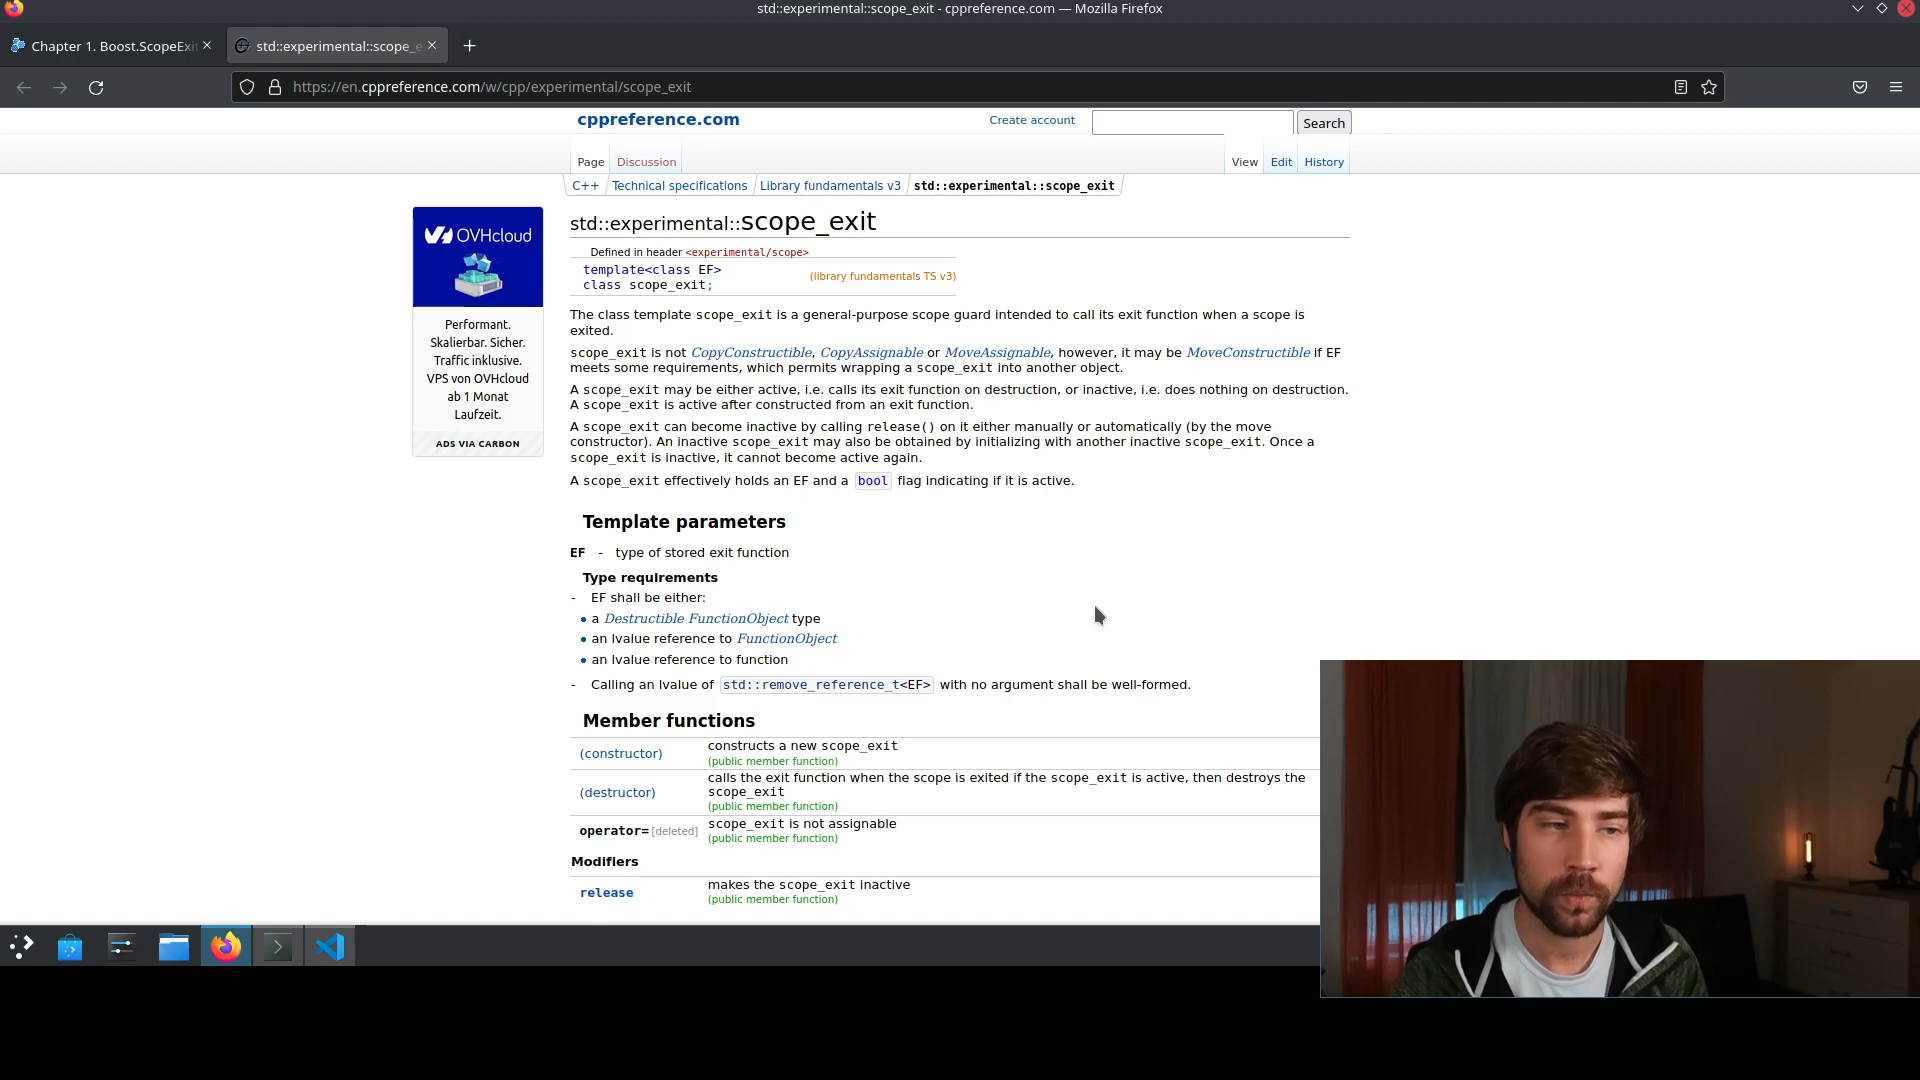 std::experimental::scope_exit - cppreference.com — Mozilla Firefox
Chapter 1. Boost.ScopeExi
std::experimental::scope_e
https://en.cppreference.com/w/cpp/experimental/scope_exit
cppreference.com
Create account
Search
Page
Discussion
View
Edit
History
C++
Technical specifications
Library fundamentals v3
std::experimental::scope_exit
OVHcloud
Performant.
Skalierbar. Sicher.
Traffic inklusive.
VPS von OVHcloud
ab 1 Monat
Laufzeit.
ADS VIA CARBON
std::experimental::scope_exit
Defined in header <experimental/scope>
template<class EF>
class scope_exit;
(library fundamentals TS v3)
The class template scope_exit is a general-purpose scope guard intended to call its exit function when a scope is
exited.
scope_exit is not CopyConstructible, CopyAssignable or MoveAssignable, however, it may be MoveConstructible if EF
meets some requirements, which permits wrapping a scope_exit into another object.
A scope_exit may be either active, i.e. calls its exit function on destruction, or inactive, i.e. does nothing on destruction.
A scope_exit is active after constructed from an exit function.
A scope_exit can become inactive by calling release() on it either manually or automatically (by the move
constructor). An inactive scope_exit may also be obtained by initializing with another inactive scope_exit. Once a
scope_exit is inactive, it cannot become active again.
A scope_exit effectively holds an EF and a bool flag indicating if it is active.
Template parameters
EF - type of stored exit function
Type requirements
- EF shall be either:
• a Destructible FunctionObject type
• an lvalue reference to FunctionObject
• an lvalue reference to function
- Calling an lvalue of std::remove_reference_t<EF> with no argument shall be well-formed.
Member functions
(constructor)
constructs a new scope_exit
(public member function)
(destructor)
calls the exit function when the scope is exited if the scope_exit is active, then destroys the
scope_exit
(public member function)
operator= [deleted]
scope_exit is not assignable
(public member function)
Modifiers
release
makes the scope_exit inactive
(public member function)